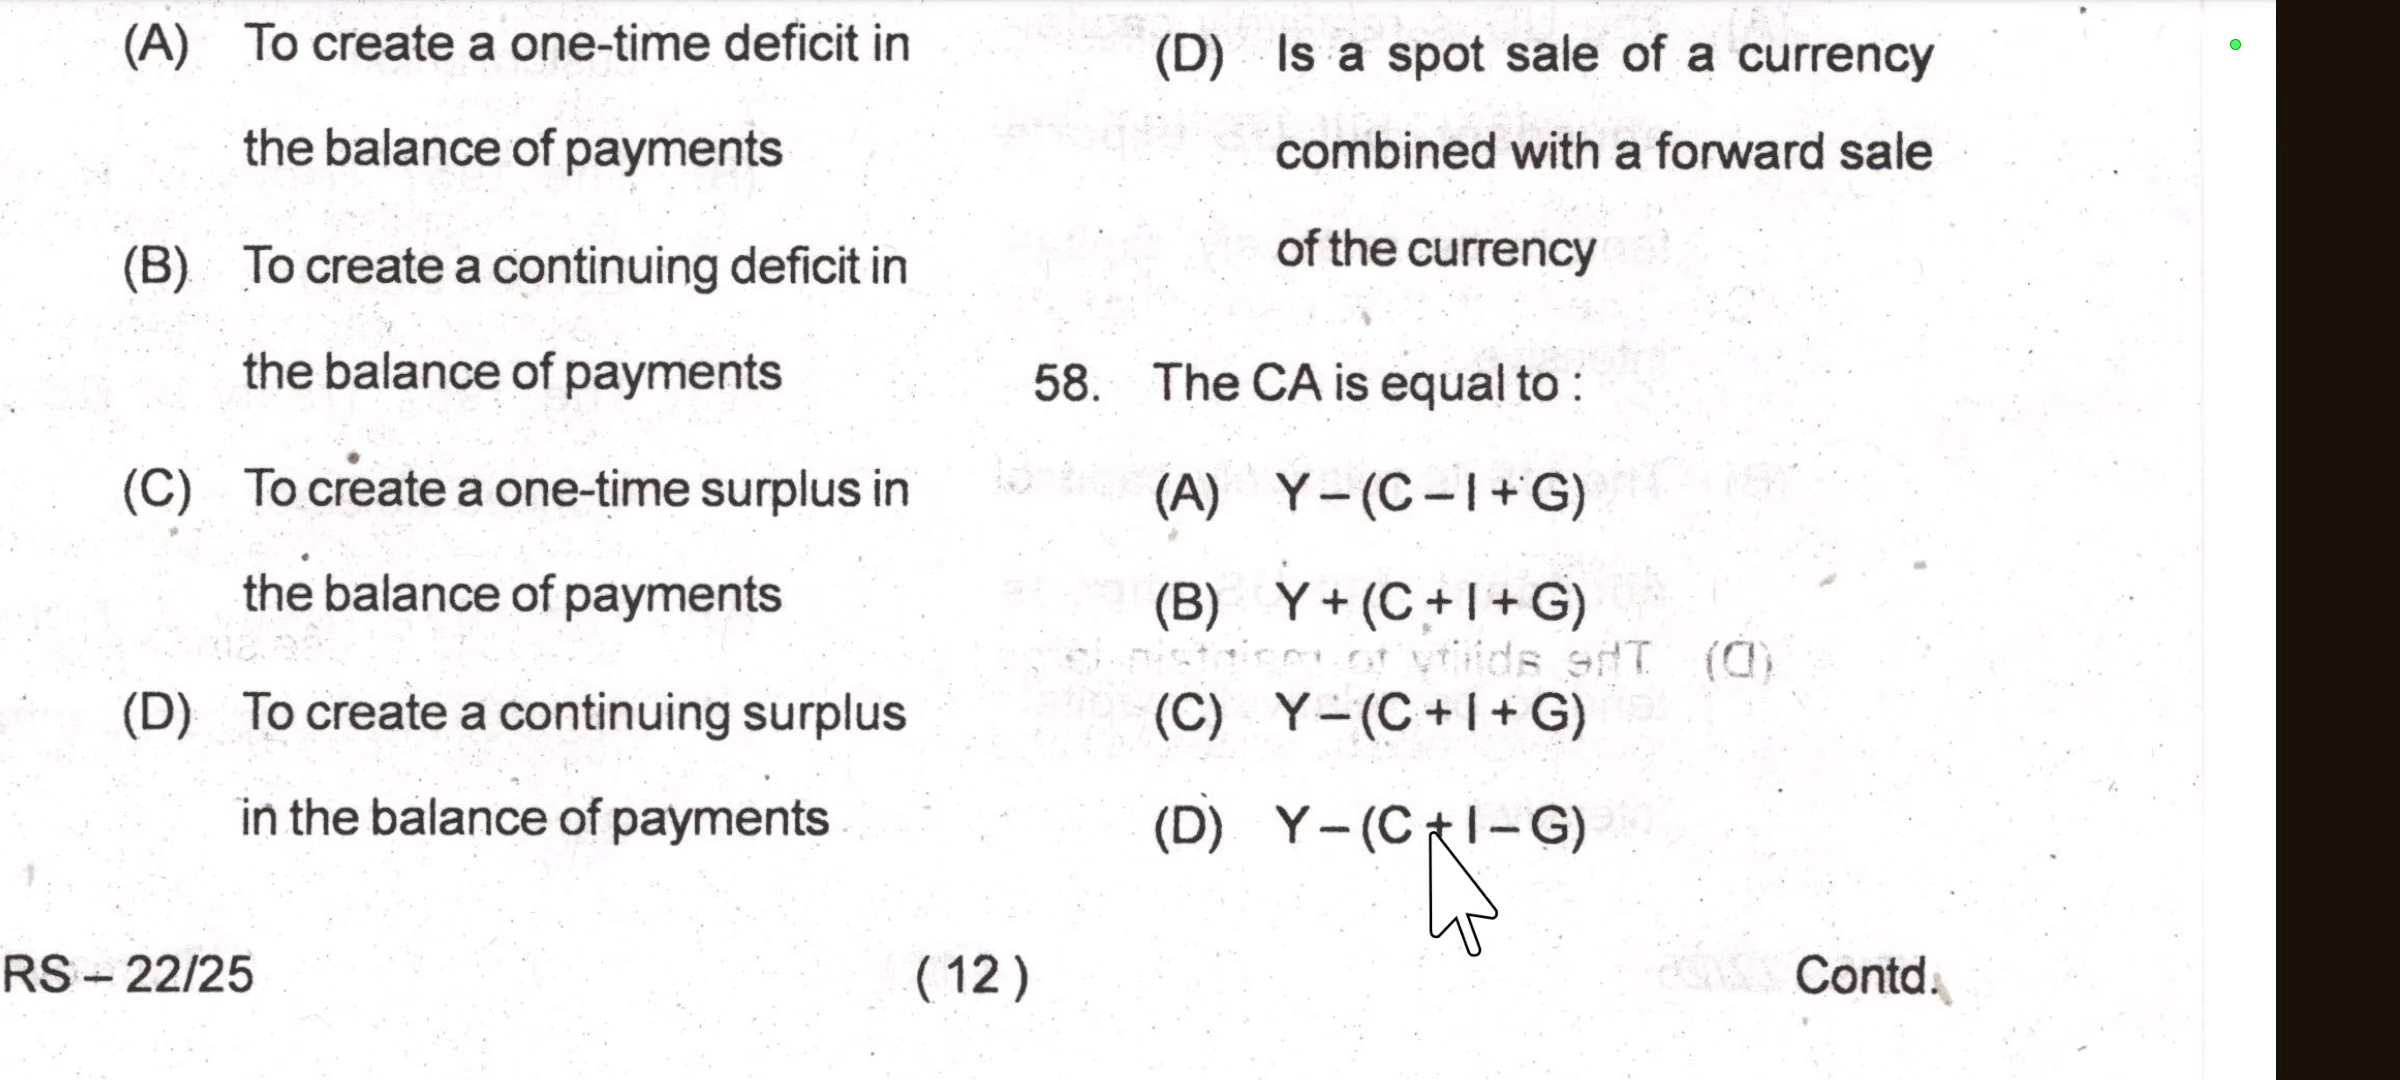 (A) To create a one-time deficit in
the balance of payments
(B) To create a continuing deficit in
the balance of payments
(C) To create a one-time surplus in
the balance of payments
(D) To create a continuing surplus
in the balance of payments
(D) Is a spot sale of a currency
combined with a forward sale
of the currency
58. The CA is equal to :
(A) Y – (C – I + G)
(B) Y + (C + I + G)
(C) Y – (C + I + G)
(D) Y – (C + I – G)
RS – 22/25 ( 12 ) Contd.